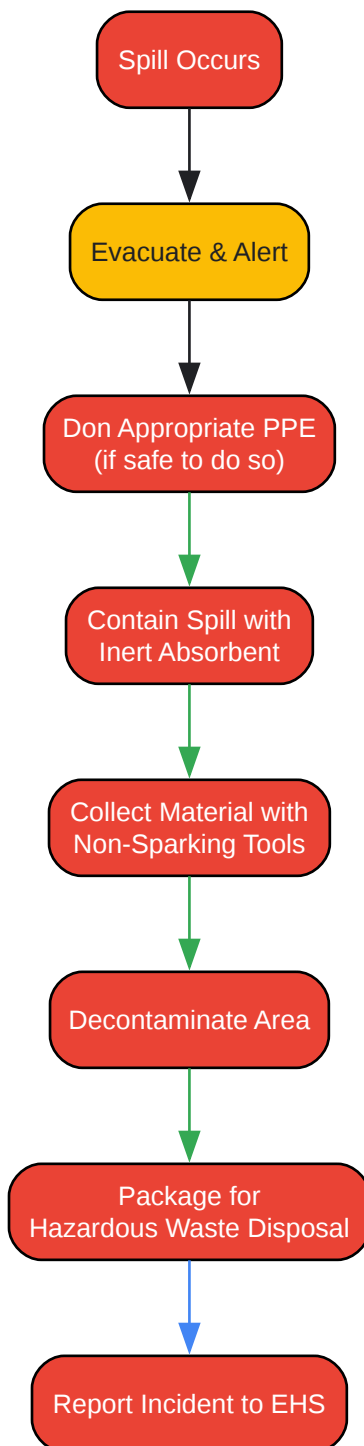 Spill Occurs
Evacuate & Alert
Don Appropriate PPE
(if safe to do so)
Contain Spill with
Inert Absorbent
Collect Material with
Non-Sparking Tools
Decontaminate Area
Package for
Hazardous Waste Disposal
Report Incident to EHS